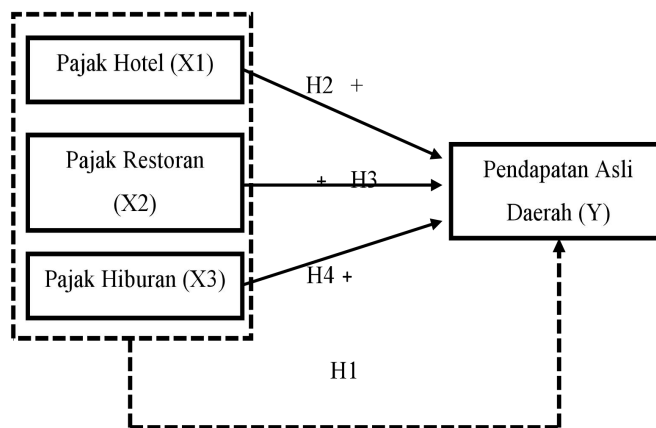 Pajak Hotel (X1)
H2 +
Pajak Restoran
(X2)
+ H3
Pendapatan Asli
Daerah (Y)
Pajak Hiburan (X3)
H4 +
H1